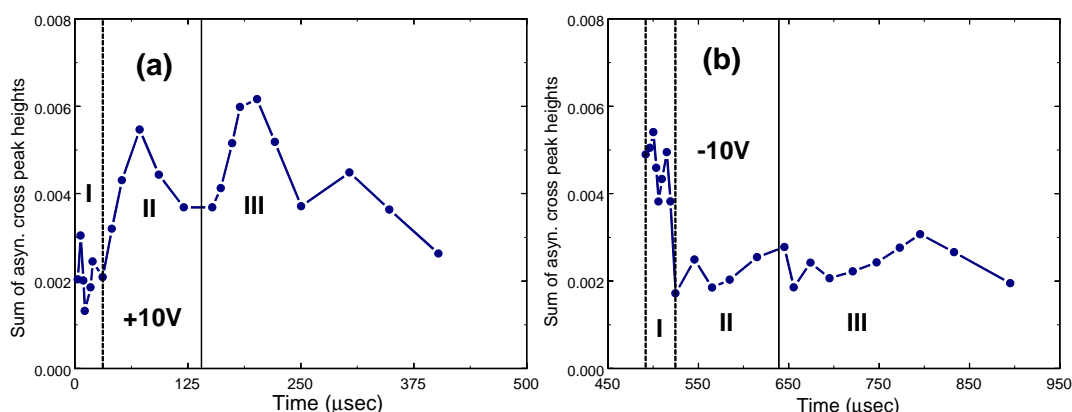 (a)
0.008
0.006
0.004
0.002
0.000
Sum of asyn. cross peak heights
I
II
III
+10V
0
125
250
375
500
Time (μsec)
(b)
0.008
0.006
0.004
0.002
0.000
Sum of asyn. cross peak heights
-10V
I
II
III
450
550
650
750
850
950
Time (μsec)